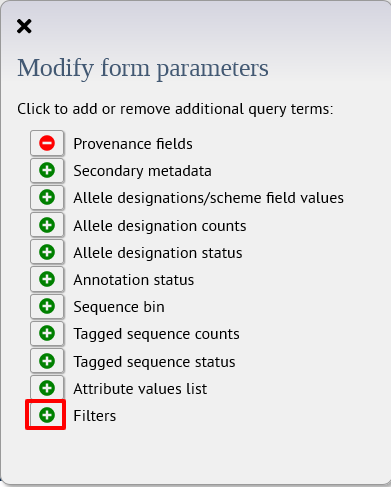 Modify form parameters
Click to add or remove additional query terms:
Provenance fields
Secondary metadata
Allele designations/scheme field values
Allele designation counts
Allele designation status
Annotation status
Sequence bin
Tagged sequence counts
Tagged sequence status
Attribute values list
Filters